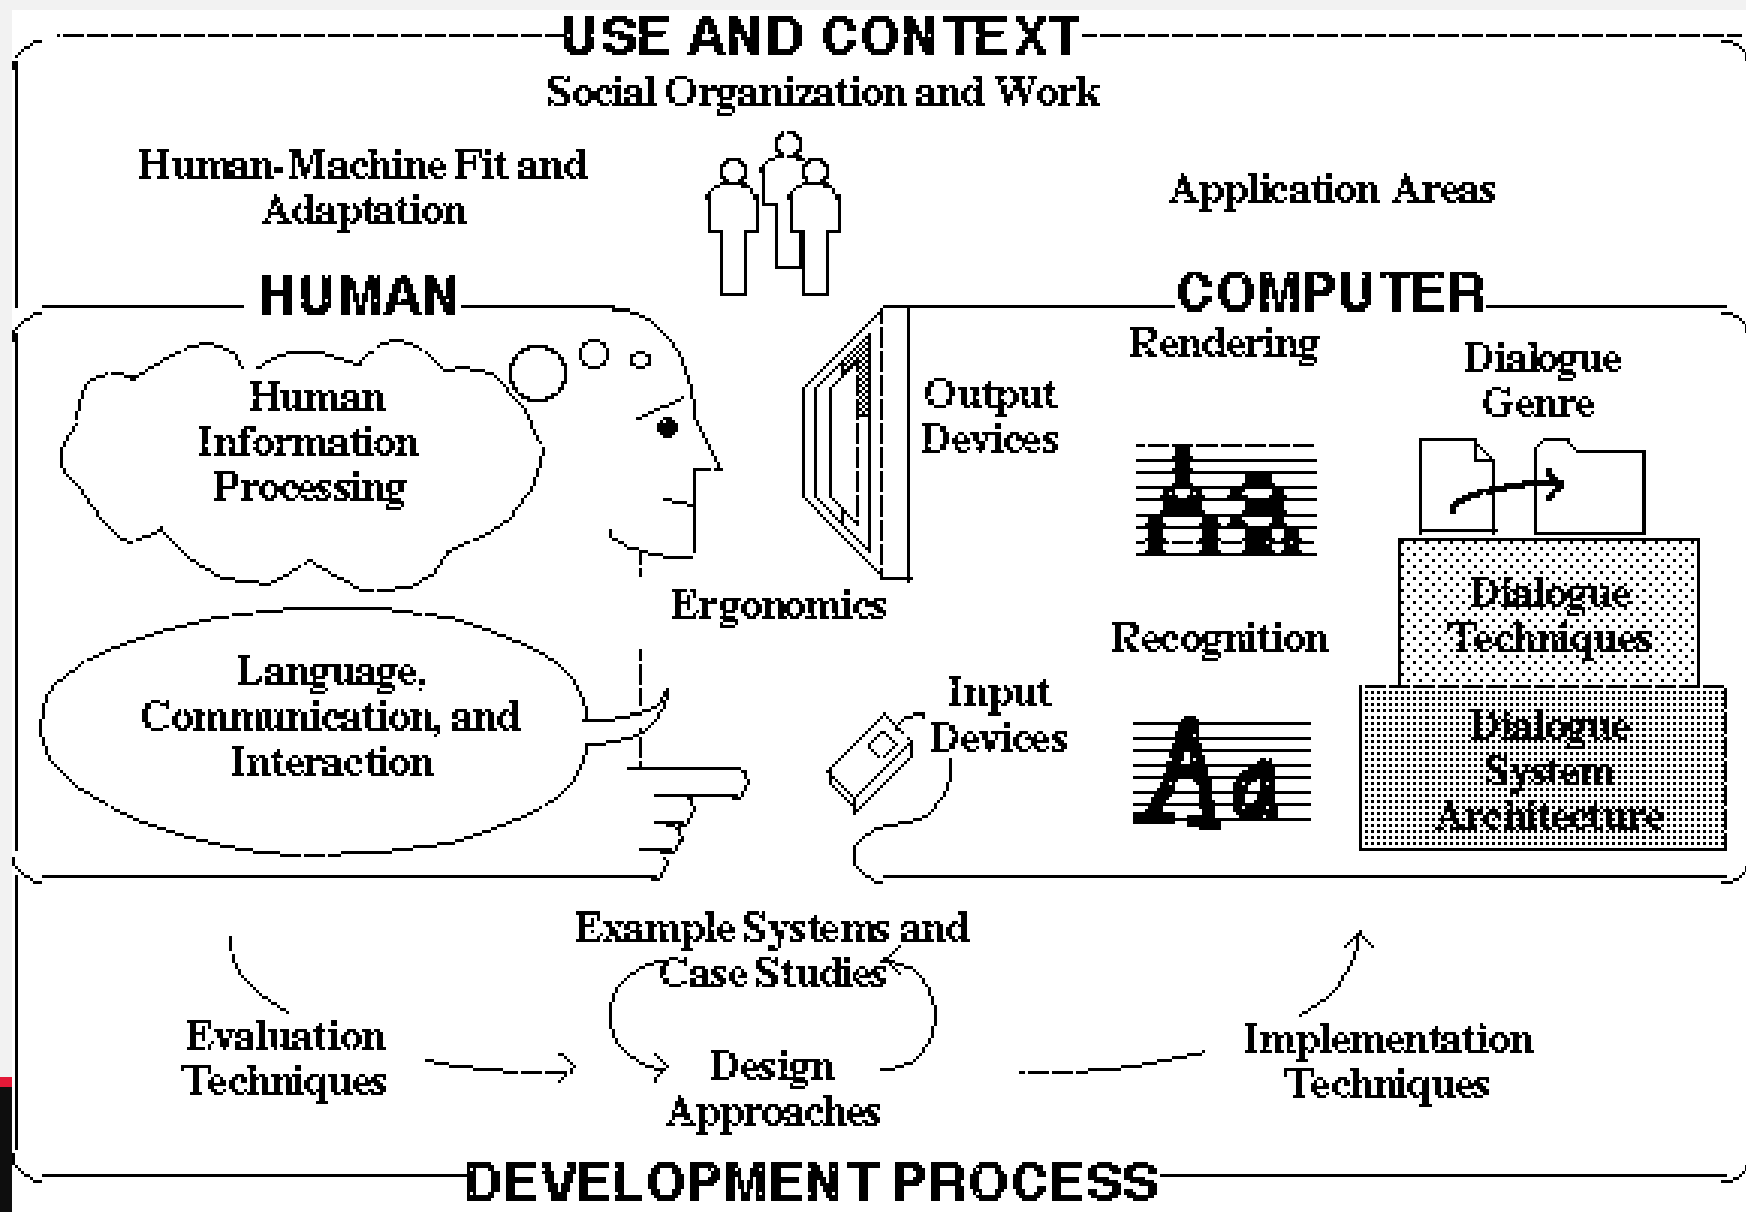 USE AND CONTEXT
Social Organization and Work
Human-Machine Fit and
Adaptation
Application Areas
HUMAN
COMPUTER
Human
Information
Processing
Language,
Communication, and
Interaction
Ergonomics
Output
Devices
Input
Devices
Rendering
Aa
Recognition
Aa
Dialogue
Genre
Dialogue
Techniques
Dialogue
System
Architecture
Example Systems and
Case Studies
Evaluation
Techniques
Design
Approaches
Implementation
Techniques
DEVELOPMENT PROCESS